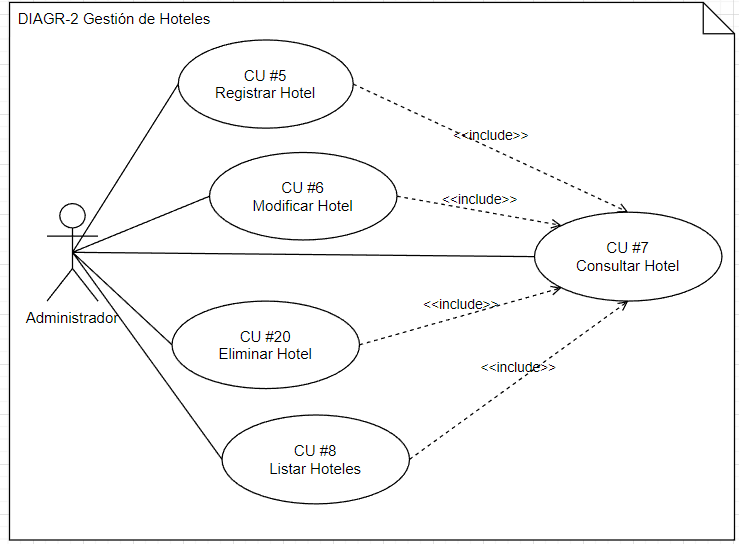 DIAGR-2 Gestión de Hoteles
CU #5
Registrar Hotel
<<include>>
CU #6
Modificar Hotel
<<include>>
CU #7
Consultar Hotel
Administrador
<<include>>
CU #20
Eliminar Hotel
<<include>>
CU #8
Listar Hoteles